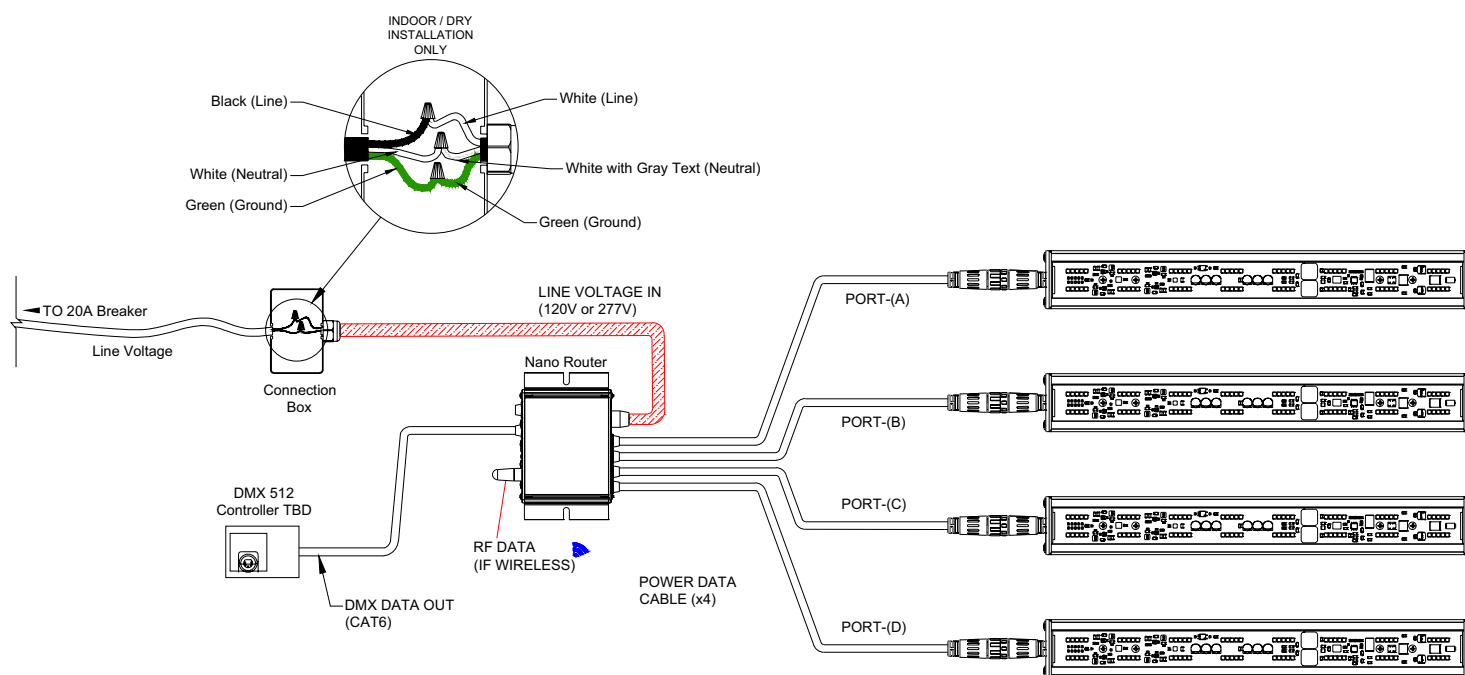 INDOOR / DRY
INSTALLATION
ONLY
Black (Line)
White (Line)
White (Neutral)
White with Gray Text (Neutral)
Green (Ground)
Green (Ground)
TO 20A Breaker
Line Voltage
Connection
Box
LINE VOLTAGE IN
(120V or 277V)
Nano Router
PORT-(A)
PORT-(B)
PORT-(C)
PORT-(D)
DMX 512
Controller TBD
RF DATA
(IF WIRELESS)
DMX DATA OUT
(CAT6)
POWER DATA
CABLE (x4)